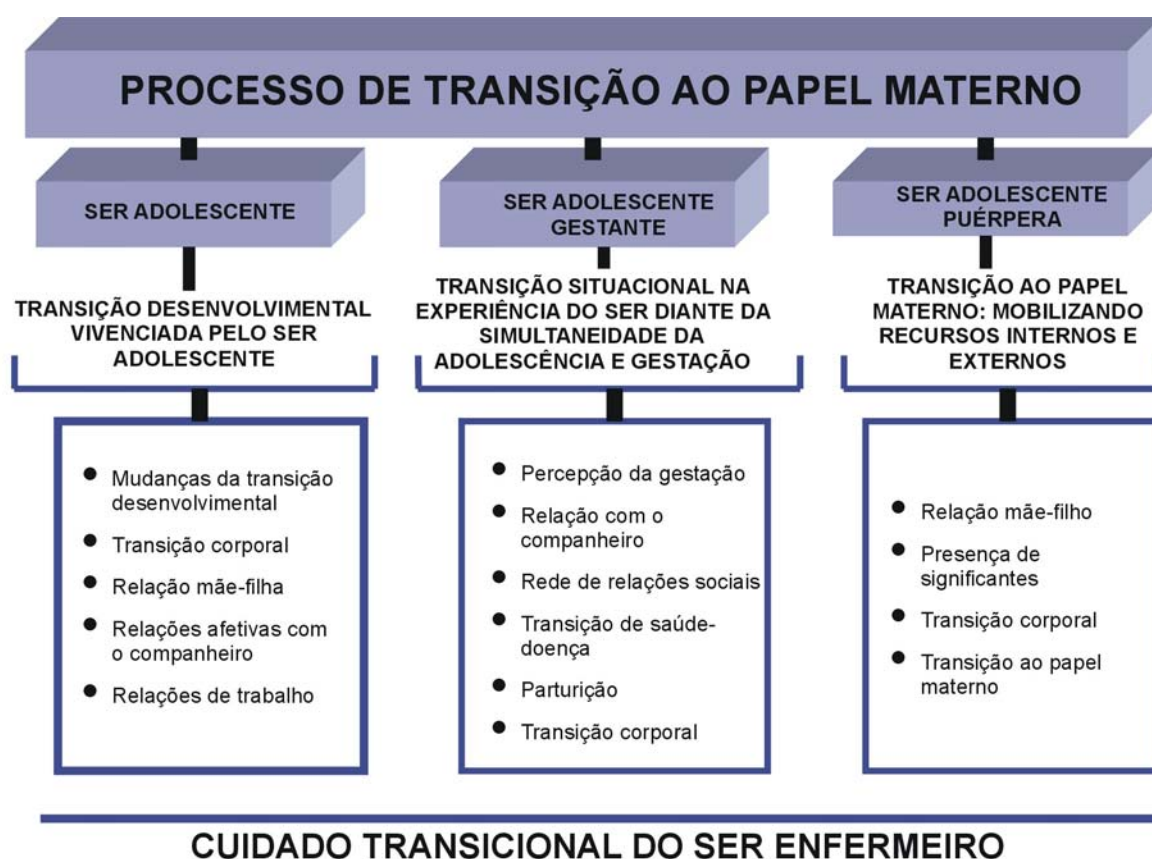 PROCESSO DE TRANSIÇÃO AO PAPEL MATERNO
SER ADOLESCENTE
TRANSIÇÃO DESENVOLVIMENTAL
VIVENCIADA PELO SER
ADOLESCENTE
● Mudanças da transição
desenvolvimental
● Transição corporal
● Relação mãe-filha
● Relações afetivas com
o companheiro
● Relações de trabalho
SER ADOLESCENTE
GESTANTE
TRANSIÇÃO SITUACIONAL NA
EXPERIÊNCIA DO SER DIANTE DA
SIMULTANEIDADE DA
ADOLESCÊNCIA E GESTAÇÃO
● Percepção da gestação
● Relação com o
companheiro
● Rede de relações sociais
● Transição de saúde-
doença
● Parturição
● Transição corporal
SER ADOLESCENTE
PUÉRPERA
TRANSIÇÃO AO PAPEL
MATERNO: MOBILIZANDO
RECURSOS INTERNOS E
EXTERNOS
● Relação mãe-filho
● Presença de
significantes
● Transição corporal
● Transição ao papel
materno
CUIDADO TRANSICIONAL DO SER ENFERMEIRO